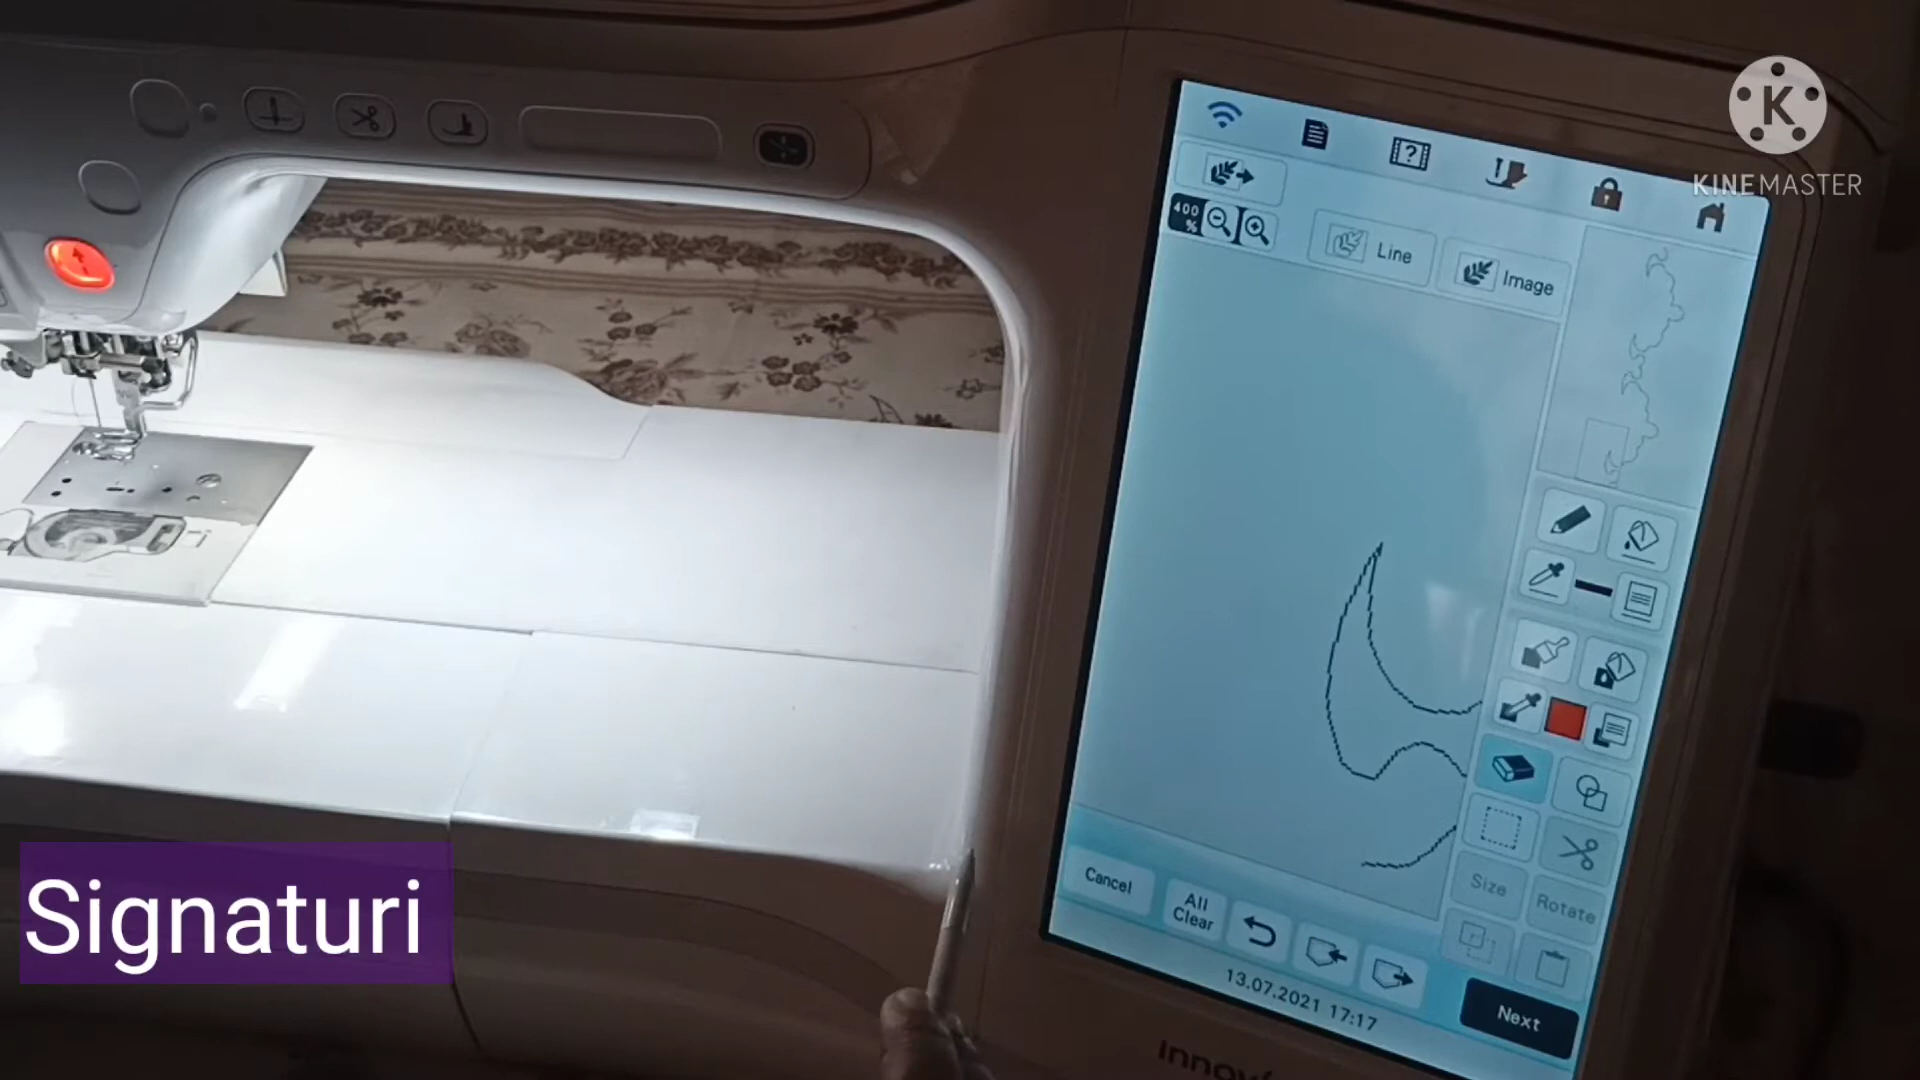 KINEMASTER
400
%
Line
Image
Cancel
All
Clear
Size
Rotate
Next
13.07.2021 17:17
Signaturi